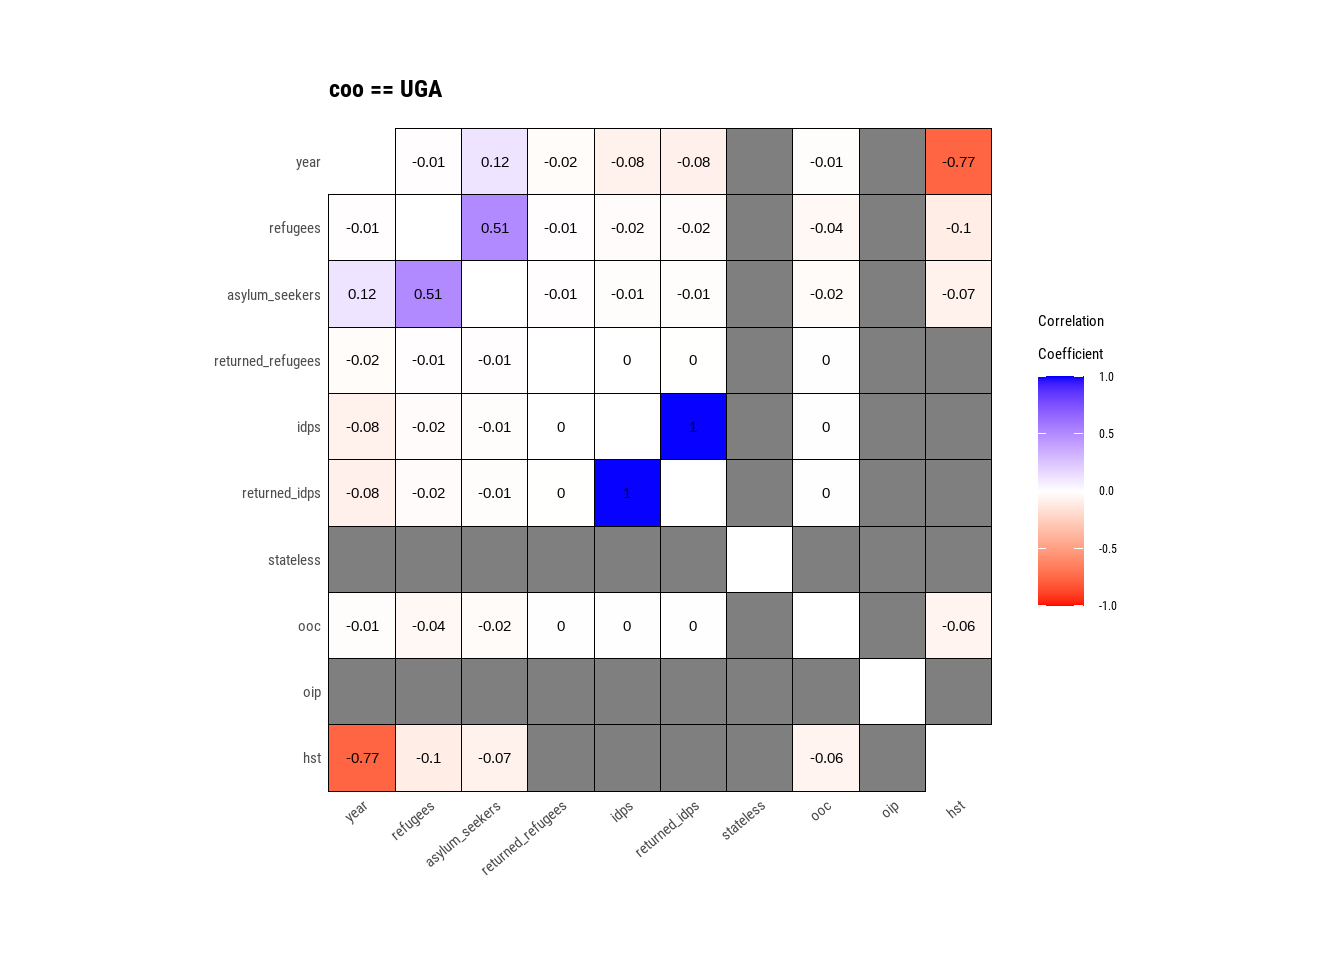 coo == UGA
year -0.01 0.12 -0.02 -0.08 -0.08 -0.01 -0.77
refugees -0.01 0.51 -0.01 -0.02 -0.02 -0.04 -0.1
asylum_seekers 0.12 0.51 -0.01 -0.01 -0.01 -0.02 -0.07
returned_refugees -0.02 -0.01 -0.01 0 0 0
idps -0.08 -0.02 -0.01 0 1 0
returned_idps -0.08 -0.02 -0.01 0 1 0
stateless
ooc -0.01 -0.04 -0.02 0 0 0 -0.06
oip
hst -0.77 -0.1 -0.07 -0.06
year refugees asylum_seekers returned_refugees idps returned_idps stateless ooc oip hst
Correlation
Coefficient
1.0
0.5
0.0
-0.5
-1.0